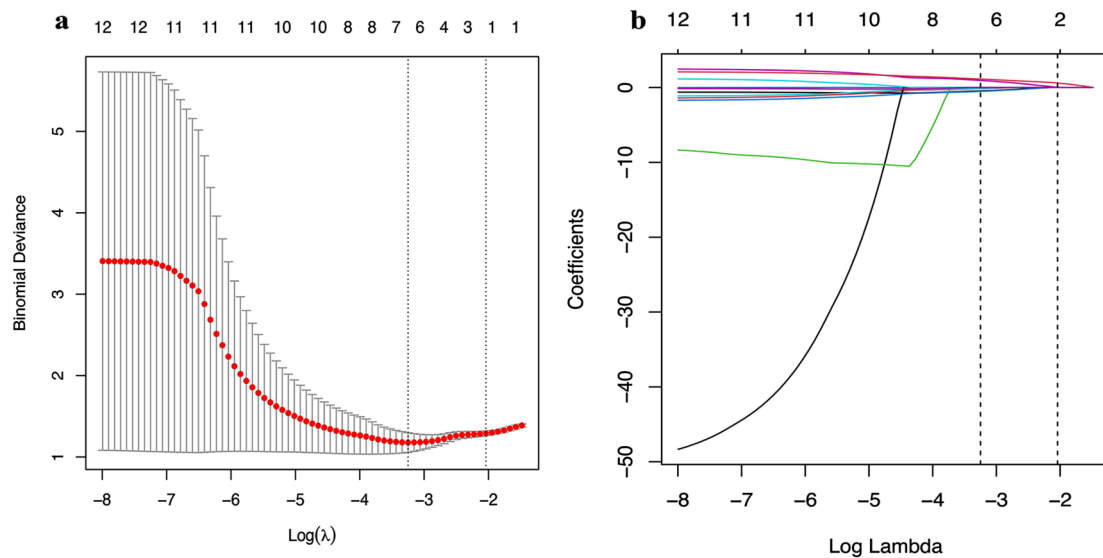 a
12 12 11 11 11 10 10 8 8 7 6 4 3 1 1
Binomial Deviance
5
4
3
2
1
−8 −7 −6 −5 −4 −3 −2
Log(λ)
b
12 11 11 10 8 6 2
Coefficients
0
−10
−20
−30
−40
−50
−8 −7 −6 −5 −4 −3 −2
Log Lambda